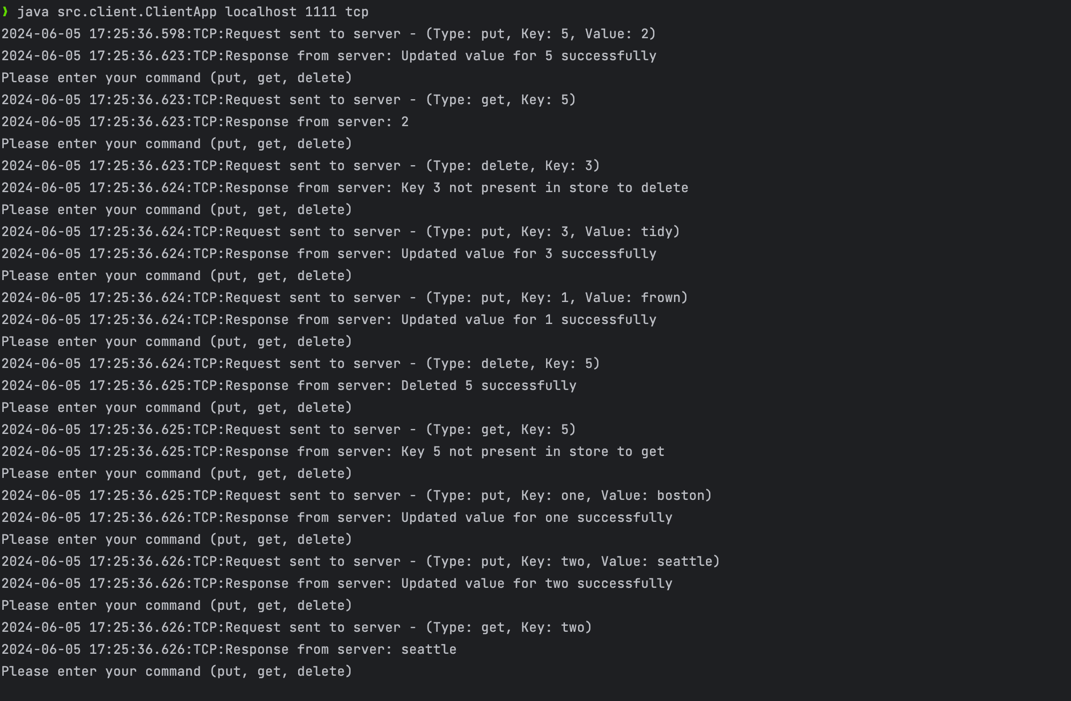 ❯ java src.client.ClientApp localhost 1111 tcp
2024-06-05 17:25:36.598:TCP:Request sent to server - (Type: put, Key: 5, Value: 2)
2024-06-05 17:25:36.623:TCP:Response from server: Updated value for 5 successfully
Please enter your command (put, get, delete)
2024-06-05 17:25:36.623:TCP:Request sent to server - (Type: get, Key: 5)
2024-06-05 17:25:36.623:TCP:Response from server: 2
Please enter your command (put, get, delete)
2024-06-05 17:25:36.623:TCP:Request sent to server - (Type: delete, Key: 3)
2024-06-05 17:25:36.624:TCP:Response from server: Key 3 not present in store to delete
Please enter your command (put, get, delete)
2024-06-05 17:25:36.624:TCP:Request sent to server - (Type: put, Key: 3, Value: tidy)
2024-06-05 17:25:36.624:TCP:Response from server: Updated value for 3 successfully
Please enter your command (put, get, delete)
2024-06-05 17:25:36.624:TCP:Request sent to server - (Type: put, Key: 1, Value: frown)
2024-06-05 17:25:36.624:TCP:Response from server: Updated value for 1 successfully
Please enter your command (put, get, delete)
2024-06-05 17:25:36.624:TCP:Request sent to server - (Type: delete, Key: 5)
2024-06-05 17:25:36.625:TCP:Response from server: Deleted 5 successfully
Please enter your command (put, get, delete)
2024-06-05 17:25:36.625:TCP:Request sent to server - (Type: get, Key: 5)
2024-06-05 17:25:36.625:TCP:Response from server: Key 5 not present in store to get
Please enter your command (put, get, delete)
2024-06-05 17:25:36.625:TCP:Request sent to server - (Type: put, Key: one, Value: boston)
2024-06-05 17:25:36.626:TCP:Response from server: Updated value for one successfully
Please enter your command (put, get, delete)
2024-06-05 17:25:36.626:TCP:Request sent to server - (Type: put, Key: two, Value: seattle)
2024-06-05 17:25:36.626:TCP:Response from server: Updated value for two successfully
Please enter your command (put, get, delete)
2024-06-05 17:25:36.626:TCP:Request sent to server - (Type: get, Key: two)
2024-06-05 17:25:36.626:TCP:Response from server: seattle
Please enter your command (put, get, delete)